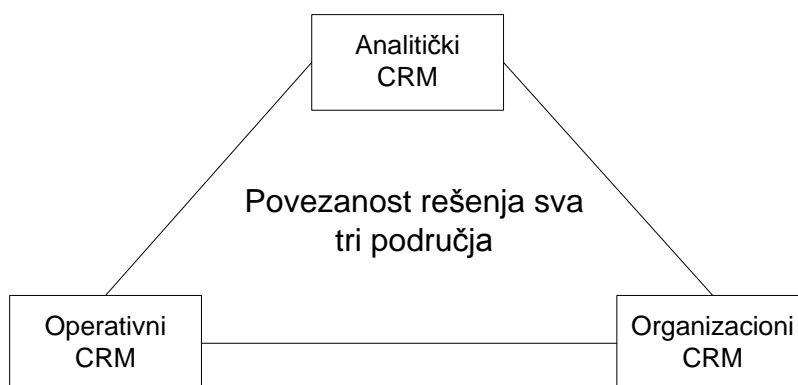 Analitički
CRM
Povezanost rešenja sva
tri područja
Operativni
CRM
Organizacioni
CRM